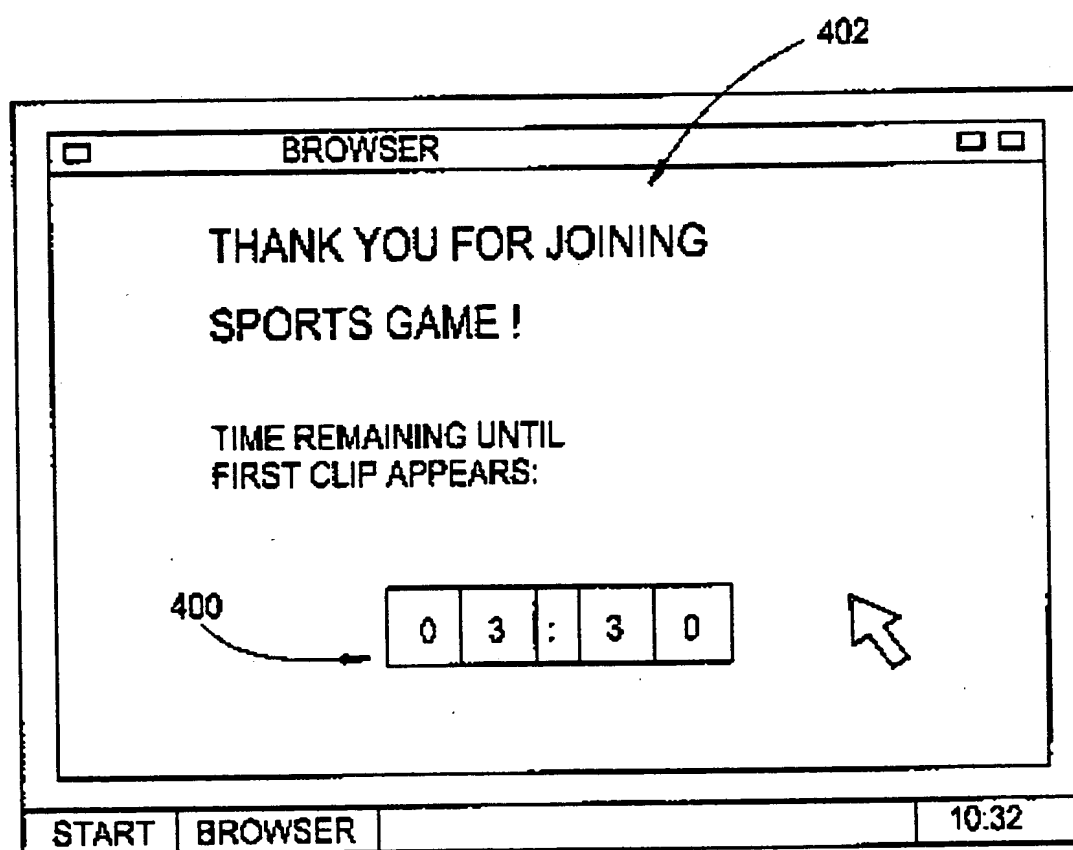 402
BROWSER
THANK YOU FOR JOINING
SPORTS GAME !
TIME REMAINING UNTIL
FIRST CLIP APPEARS:
400
0 3 : 3 0
START BROWSER 10:32